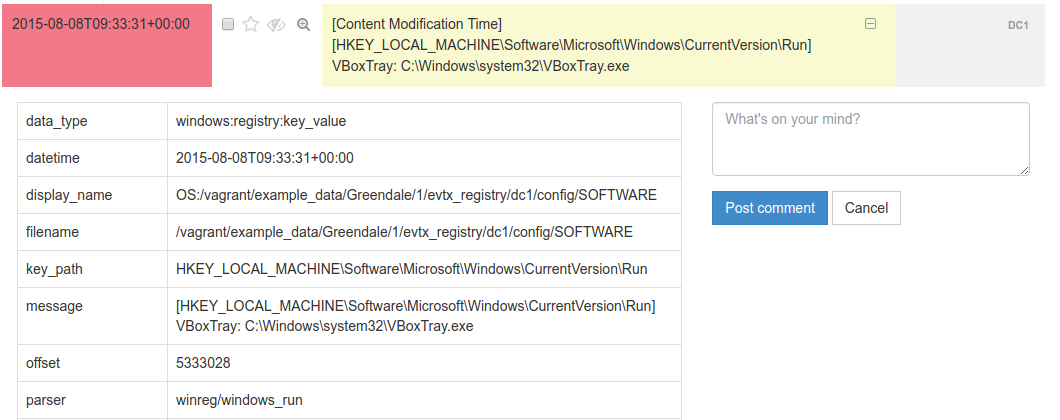 2015-08-08T09:33:31+00:00
[Content Modification Time]
[HKEY_LOCAL_MACHINE\Software\Microsoft\Windows\CurrentVersion\Run]
VBoxTray: C:\Windows\system32\VBoxTray.exe
DC1
data_type windows:registry:key_value
datetime 2015-08-08T09:33:31+00:00
display_name OS:/vagrant/example_data/Greendale/1/evtx_registry/dc1/config/SOFTWARE
filename /vagrant/example_data/Greendale/1/evtx_registry/dc1/config/SOFTWARE
key_path HKEY_LOCAL_MACHINE\Software\Microsoft\Windows\CurrentVersion\Run
message [HKEY_LOCAL_MACHINE\Software\Microsoft\Windows\CurrentVersion\Run]
VBoxTray: C:\Windows\system32\VBoxTray.exe
offset 5333028
parser winreg/windows_run
What's on your mind?
Post comment Cancel